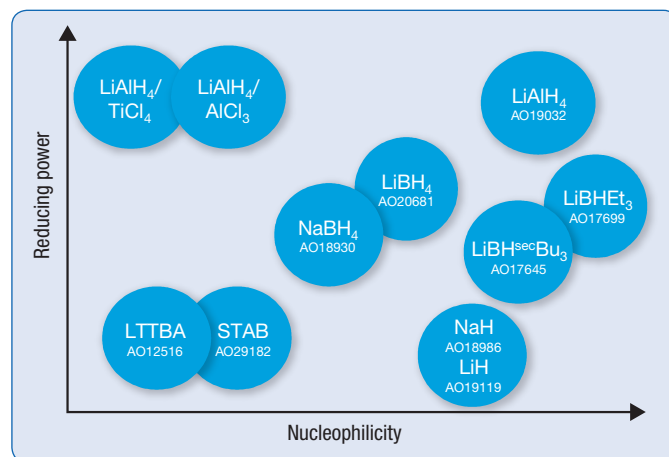 Reducing power
LiAlH₄/
TiCl₄
LiAlH₄/
AlCl₃
LiAlH₄
AO19032
LiBH₄
AO20681
LiBHEt₃
AO17699
NaBH₄
AO18930
LiBHˢᵉᶜBu₃
AO17645
LTTBA
AO12516
STAB
AO29182
NaH
AO18986
LiH
AO19119
Nucleophilicity